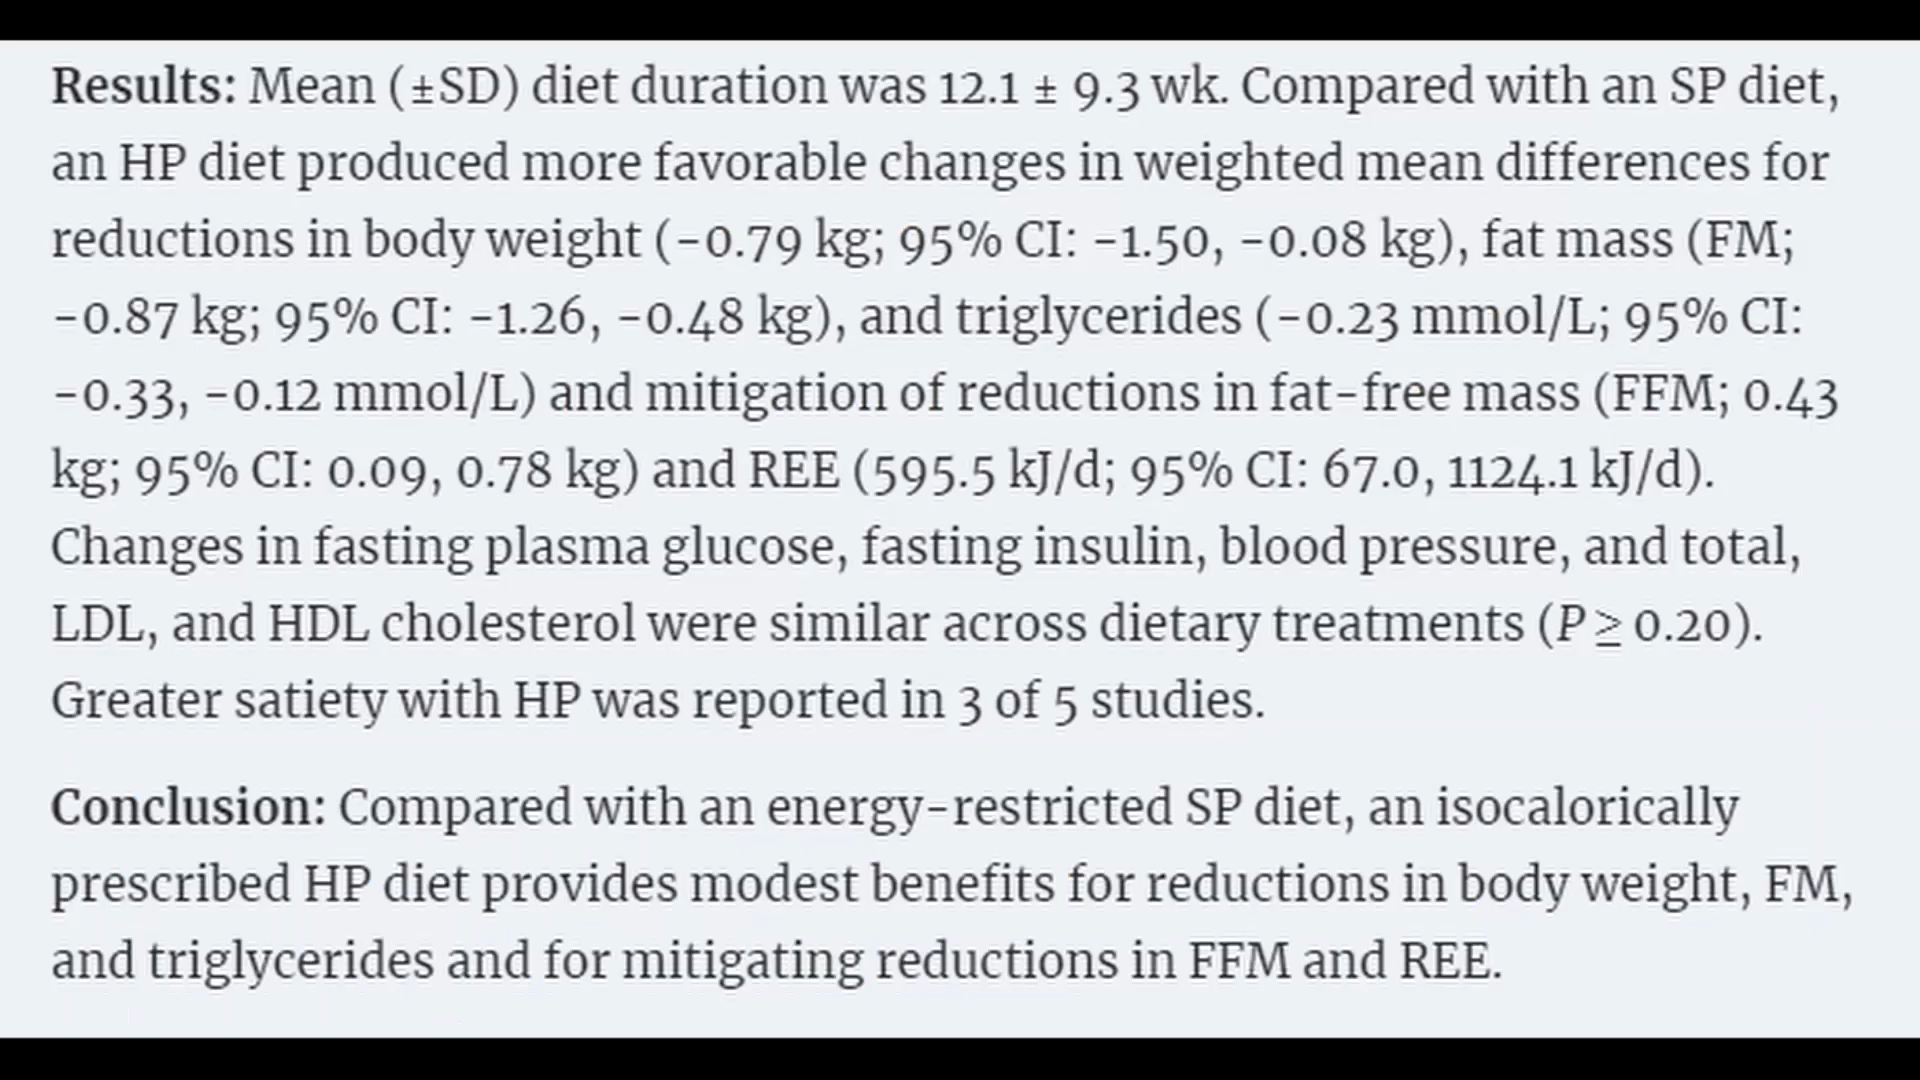 Results: Mean (±SD) diet duration was 12.1 ± 9.3 wk. Compared with an SP diet,
an HP diet produced more favorable changes in weighted mean differences for
reductions in body weight (−0.79 kg; 95% CI: −1.50, −0.08 kg), fat mass (FM;
−0.87 kg; 95% CI: −1.26, −0.48 kg), and triglycerides (−0.23 mmol/L; 95% CI:
−0.33, −0.12 mmol/L) and mitigation of reductions in fat-free mass (FFM; 0.43
kg; 95% CI: 0.09, 0.78 kg) and REE (595.5 kJ/d; 95% CI: 67.0, 1124.1 kJ/d).
Changes in fasting plasma glucose, fasting insulin, blood pressure, and total,
LDL, and HDL cholesterol were similar across dietary treatments (P ≥ 0.20).
Greater satiety with HP was reported in 3 of 5 studies.
Conclusion: Compared with an energy-restricted SP diet, an isocalorically
prescribed HP diet provides modest benefits for reductions in body weight, FM,
and triglycerides and for mitigating reductions in FFM and REE.